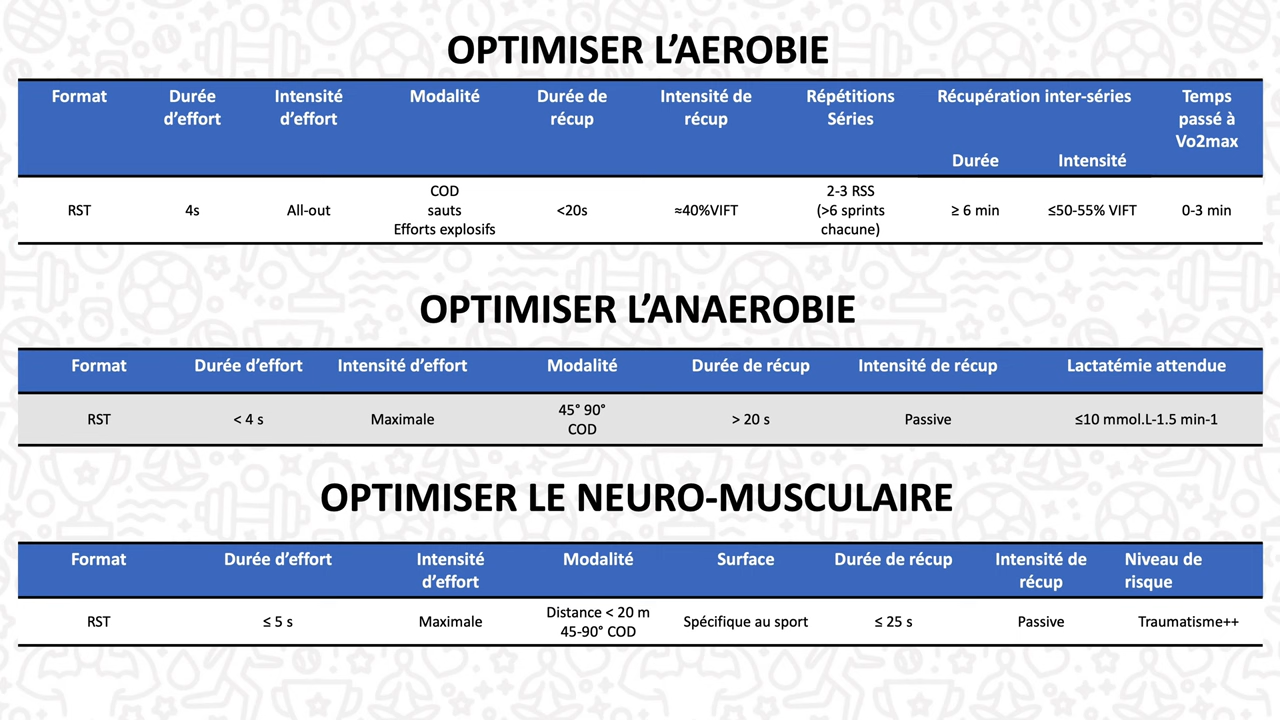 OPTIMISER L’AEROBIE
Format Durée d’effort Intensité d’effort Modalité Durée de récup Intensité de récup Répétitions Séries Récupération inter-séries Durée Intensité Temps passé à Vo2max
RST 4s All-out COD sauts Efforts explosifs <20s ≈40%VIFT 2-3 RSS (>6 sprints chacune) ≥ 6 min ≤50-55% VIFT 0-3 min
OPTIMISER L’ANAEROBIE
Format Durée d’effort Intensité d’effort Modalité Durée de récup Intensité de récup Lactatémie attendue
RST < 4 s Maximale 45° 90° COD > 20 s Passive ≤10 mmol.L-1.5 min-1
OPTIMISER LE NEURO-MUSCULAIRE
Format Durée d’effort Intensité d’effort Modalité Surface Durée de récup Intensité de récup Niveau de risque
RST ≤ 5 s Maximale Distance < 20 m 45-90° COD Spécifique au sport ≤ 25 s Passive Traumatisme++